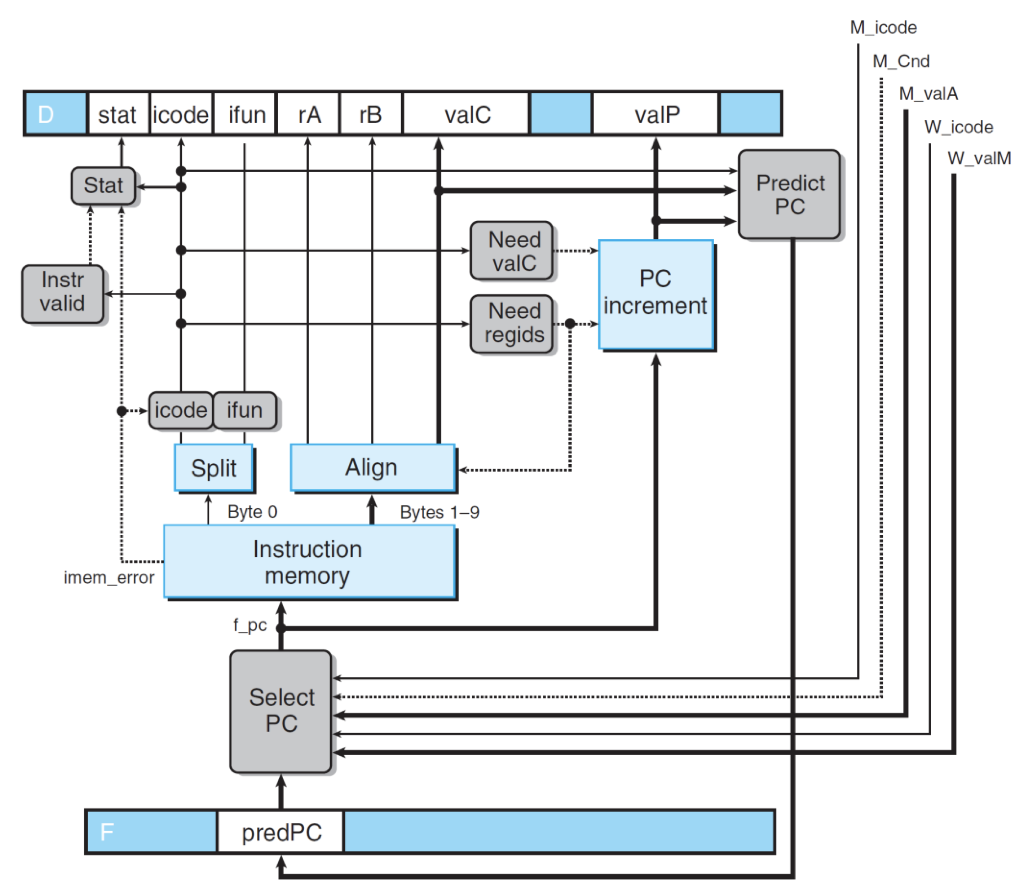 M_icode
M_Cnd
M_valA
W_icode
W_valM
D stat icode ifun rA rB valC valP
Stat
Predict
PC
Need
valC
Instr
valid
PC
increment
Need
regids
icode ifun
Split
Align
Byte 0
Bytes 1–9
Instruction
memory
imem_error
f_pc
Select
PC
F predPC